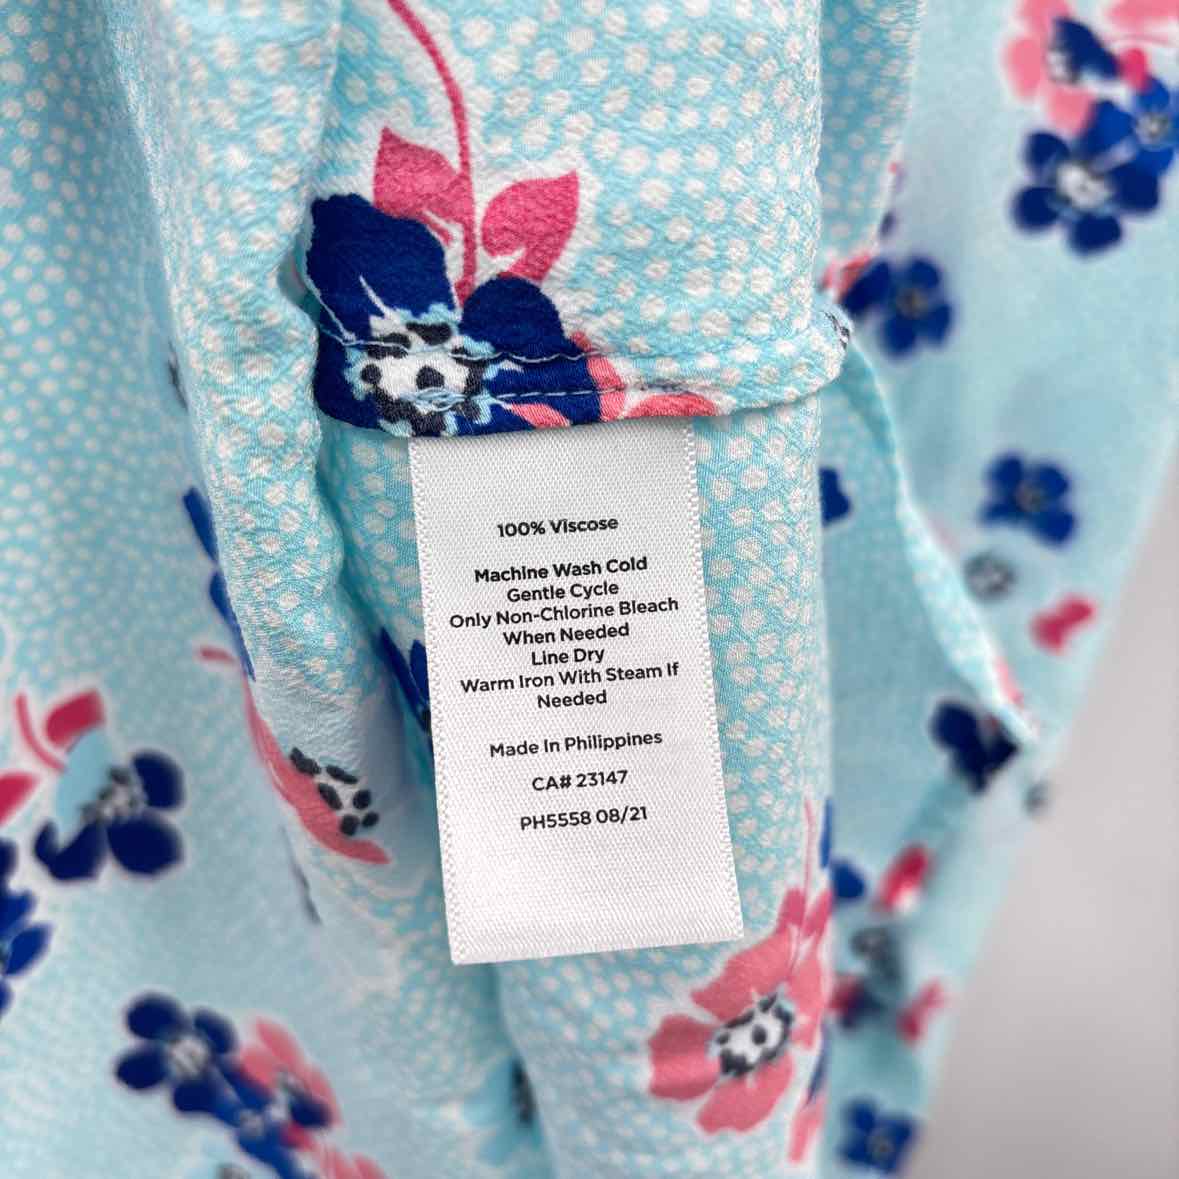 100% Viscose
Machine Wash Cold
Gentle Cycle
Only Non-Chlorine Bleach
When Needed
Line Dry
Warm Iron With Steam If
Needed
Made In Philippines
CA# 23147
PH5558 08/21